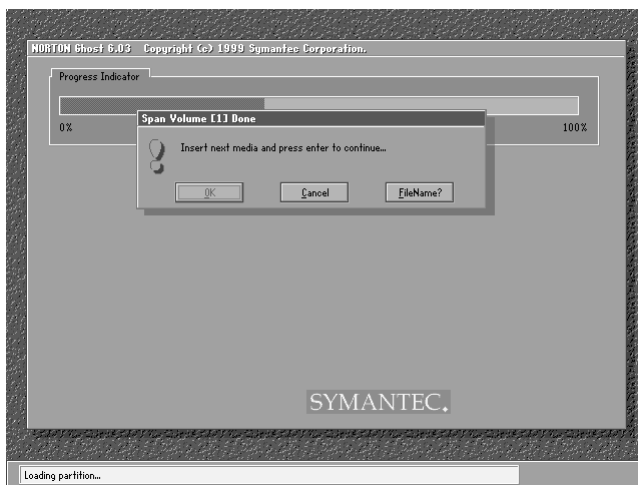 NORTON Ghost 6.03   Copyright (c) 1999 Symantec Corporation.
Progress Indicator
0%
100%
Span Volume [1] Done
Insert next media and press enter to continue...
OK
Cancel
FileName?
SYMANTEC.
Loading partition...